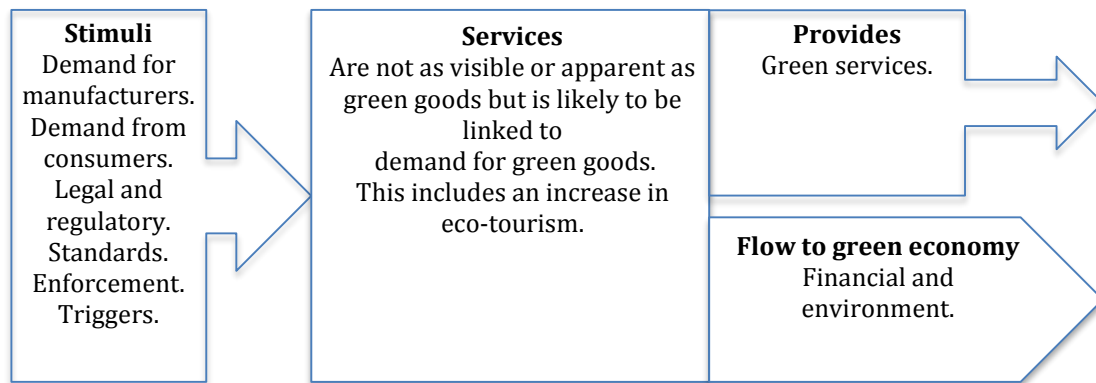 Stimuli
Demand for
manufacturers.
Demand from
consumers.
Legal and
regulatory.
Standards.
Enforcement.
Triggers.
Services
Are not as visible or apparent as
green goods but is likely to be
linked to
demand for green goods.
This includes an increase in
eco-tourism.
Provides
Green services.
Flow to green economy
Financial and
environment.